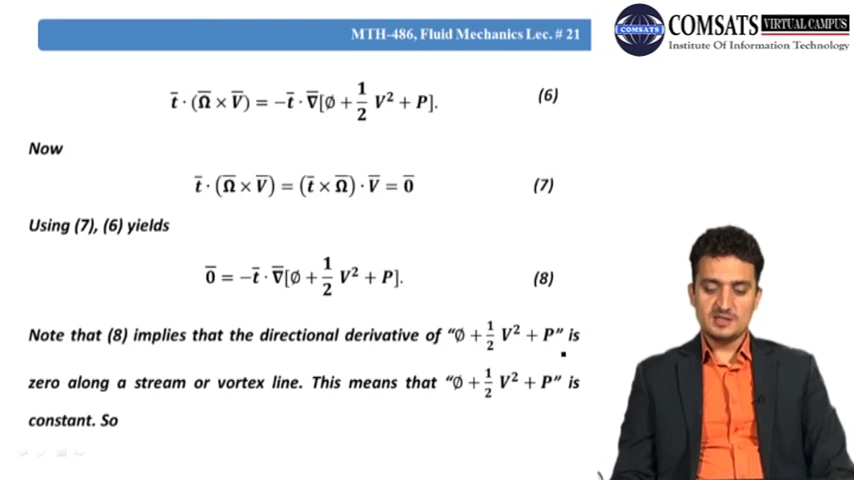 MTH-486, Fluid Mechanics Lec. # 21
COMSATS VIRTUAL CAMPUS
Institute Of Information Technology
COMSATS
t̄ · (Ω̄ × V̄) = −t̄ · ∇̄[∅ + 1/2 V² + P]. (6)
Now
t̄ · (Ω̄ × V̄) = (t̄ × Ω̄) · V̄ = 0̄ (7)
Using (7), (6) yields
0̄ = −t̄ · ∇̄[∅ + 1/2 V² + P]. (8)
Note that (8) implies that the directional derivative of "∅ + 1/2 V² + P" is
zero along a stream or vortex line. This means that "∅ + 1/2 V² + P" is
constant. So